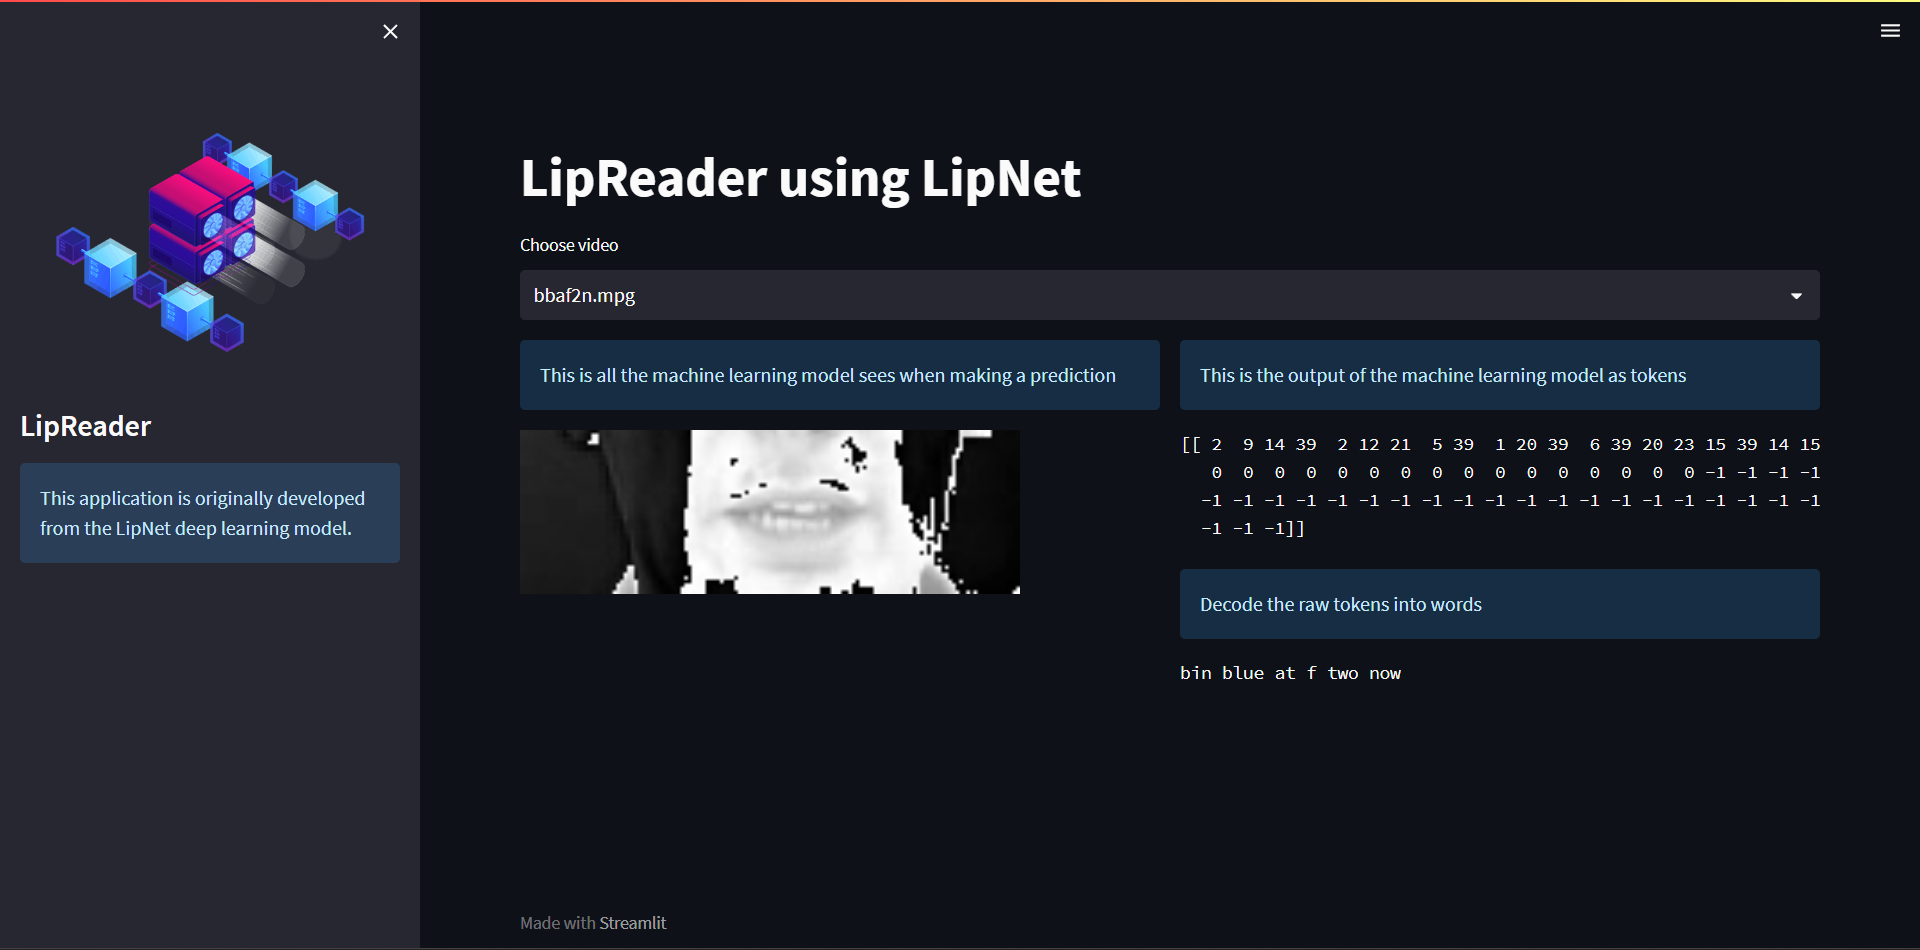 LipReader
This application is originally developed
from the LipNet deep learning model.
LipReader using LipNet
Choose video
bbaf2n.mpg
This is all the machine learning model sees when making a prediction
This is the output of the machine learning model as tokens
[[ 2  9 14 39  2 12 21  5 39  1 20 39  6 39 20 23 15 39 14 15
   0  0  0  0  0  0  0  0  0  0  0  0  0  0  0  0 -1 -1 -1 -1
  -1 -1 -1 -1 -1 -1 -1 -1 -1 -1 -1 -1 -1 -1 -1 -1 -1 -1 -1 -1
  -1 -1 -1]]
Decode the raw tokens into words
bin blue at f two now
Made with Streamlit